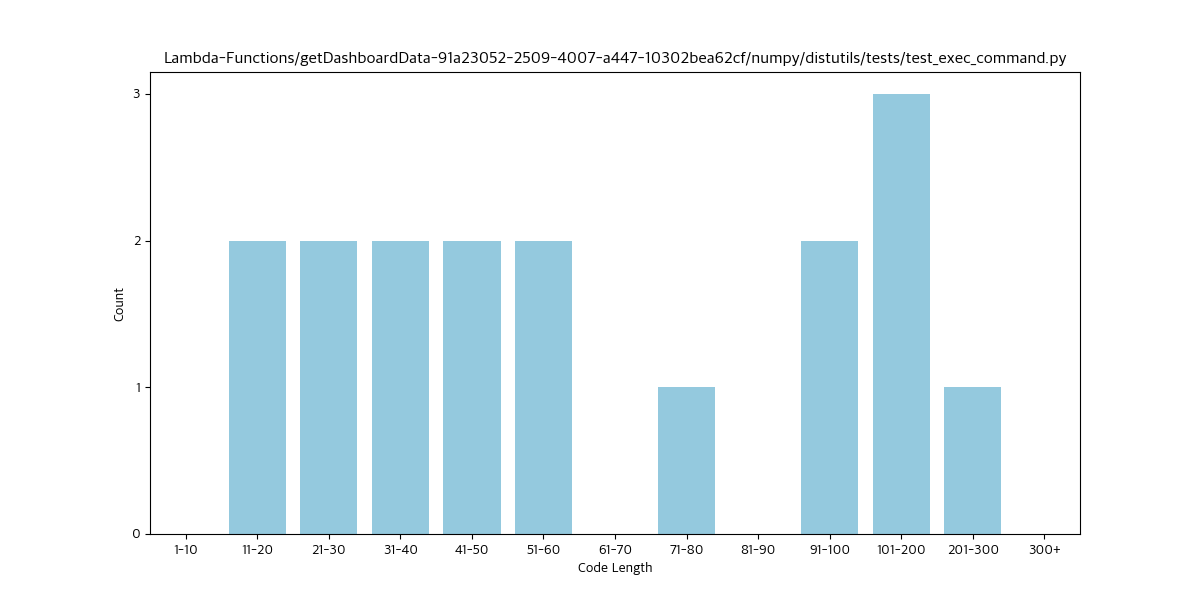 Lambda-Functions/getDashboardData-91a23052-2509-4007-a447-10302bea62cf/numpy/distutils/tests/test_exec_command.py
3
2
1
0
Count
1-10 11-20 21-30 31-40 41-50 51-60 61-70 71-80 81-90 91-100 101-200 201-300 300+
Code Length